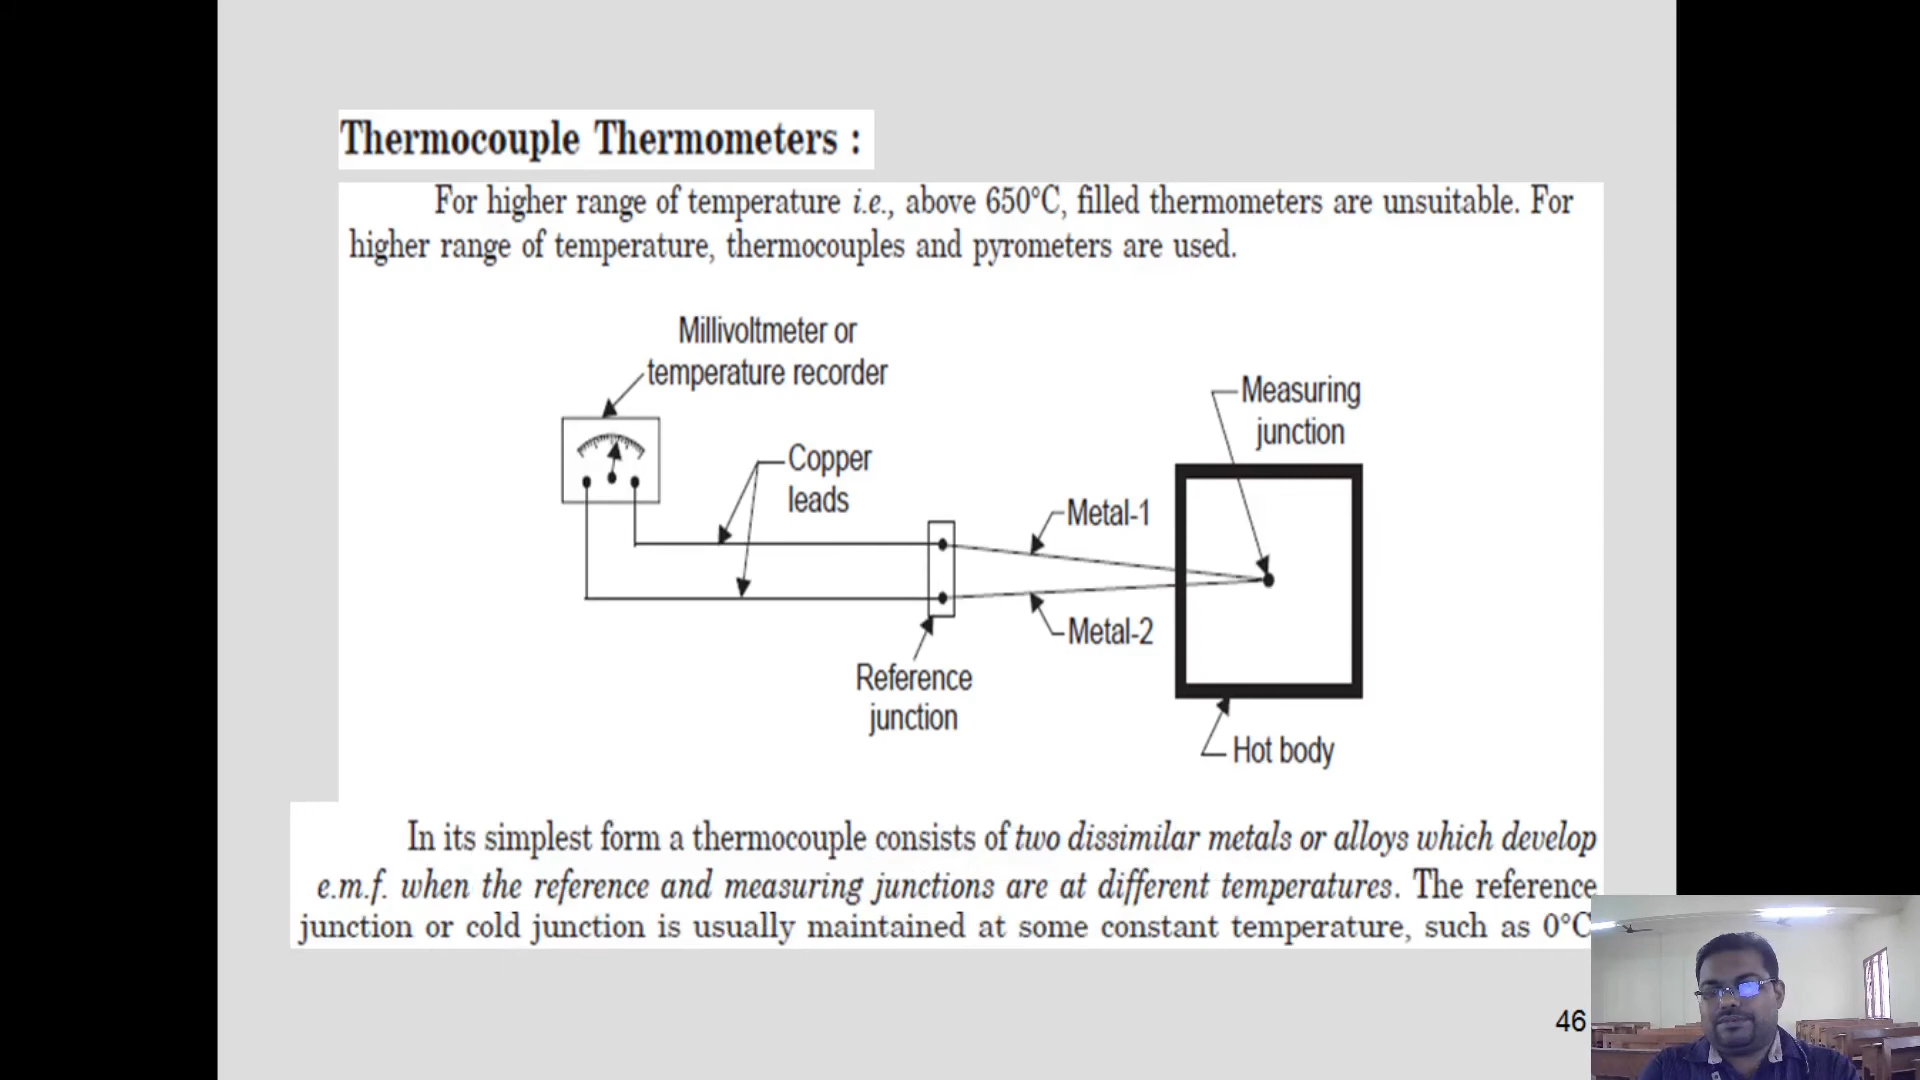 Thermocouple Thermometers :
For higher range of temperature i.e., above 650°C, filled thermometers are unsuitable. For
higher range of temperature, thermocouples and pyrometers are used.
Millivoltmeter or
temperature recorder
Measuring
junction
Copper
leads
Metal-1
Metal-2
Reference
junction
Hot body
In its simplest form a thermocouple consists of two dissimilar metals or alloys which develop
e.m.f. when the reference and measuring junctions are at different temperatures. The reference
junction or cold junction is usually maintained at some constant temperature, such as 0°C
46